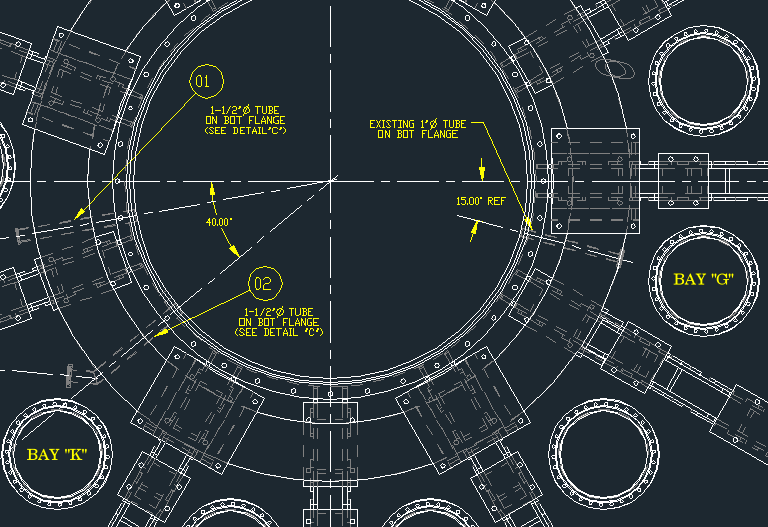 01
1-1/2"Ø TUBE
ON BOT FLANGE
(SEE DETAIL"C")
EXISTING 1"Ø TUBE
ON BOT FLANGE
15.00° REF
40.00°
02
1-1/2"Ø TUBE
ON BOT FLANGE
(SEE DETAIL "C")
BAY "G"
BAY "K"